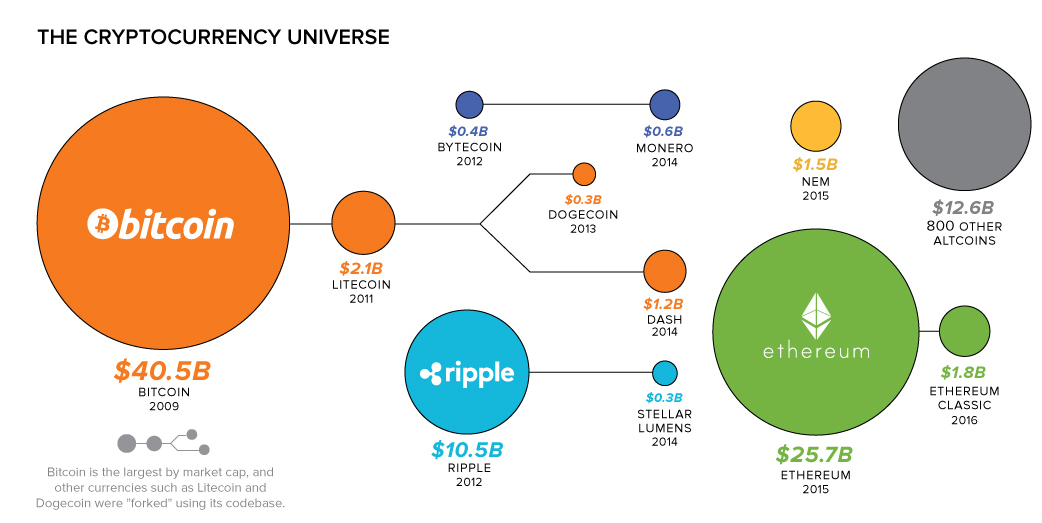 THE CRYPTOCURRENCY UNIVERSE
bitcoin
$40.5B
BITCOIN
2009
Bitcoin is the largest by market cap, and
other currencies such as Litecoin and
Dogecoin were "forked" using its codebase.
$2.1B
LITECOIN
2011
$0.4B
BYTECOIN
2012
$0.6B
MONERO
2014
$0.3B
DOGECOIN
2013
$1.2B
DASH
2014
ripple
$10.5B
RIPPLE
2012
$0.3B
STELLAR
LUMENS
2014
$1.5B
NEM
2015
$12.6B
800 OTHER
ALTCOINS
ethereum
$25.7B
ETHEREUM
2015
$1.8B
ETHEREUM
CLASSIC
2016